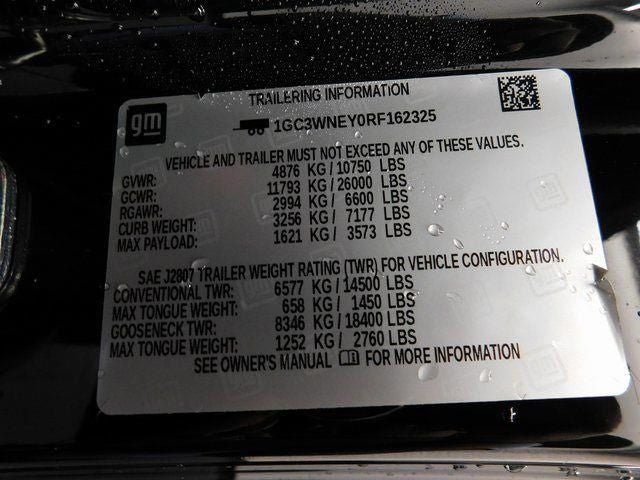 TRAILERING INFORMATION
gm
1GC3WNEY0RF162325
VEHICLE AND TRAILER MUST NOT EXCEED ANY OF THESE VALUES.
GVWR: 4876 KG / 10750 LBS
GCWR: 11793 KG / 26000 LBS
RGAWR: 2994 KG / 6600 LBS
CURB WEIGHT: 3256 KG / 7177 LBS
MAX PAYLOAD: 1621 KG / 3573 LBS
SAE J2807 TRAILER WEIGHT RATING (TWR) FOR VEHICLE CONFIGURATION.
CONVENTIONAL TWR: 6577 KG / 14500 LBS
MAX TONGUE WEIGHT: 658 KG / 1450 LBS
GOOSENECK TWR: 8346 KG / 18400 LBS
MAX TONGUE WEIGHT: 1252 KG / 2760 LBS
SEE OWNER'S MANUAL FOR MORE INFORMATION